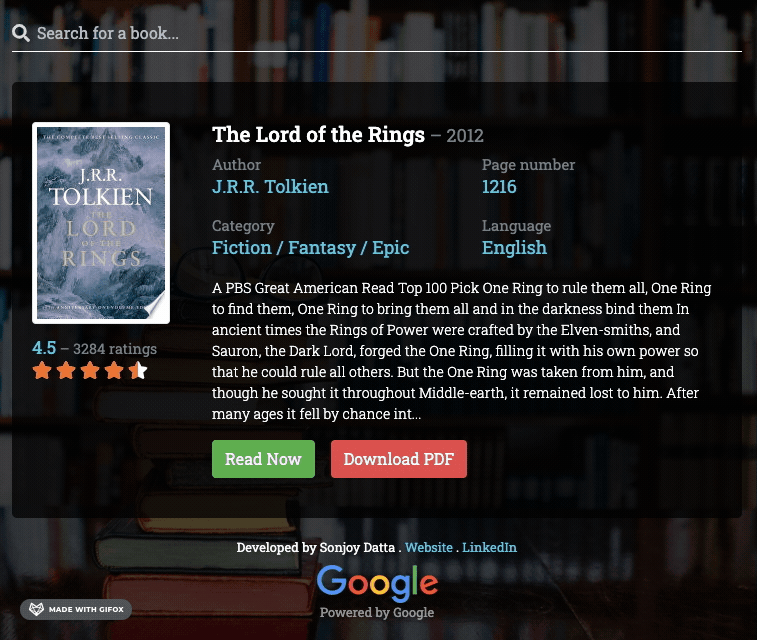 Search for a book...
The Lord of the Rings – 2012
Author
J.R.R. Tolkien
Page number
1216
Category
Fiction / Fantasy / Epic
Language
English
THE COMPLETE BEST-SELLING CLASSIC
J.R.R.
TOLKIEN
THE
LORD
OF THE
RINGS
4.5 – 3284 ratings
A PBS Great American Read Top 100 Pick One Ring to rule them all, One Ring
to find them, One Ring to bring them all and in the darkness bind them In
ancient times the Rings of Power were crafted by the Elven-smiths, and
Sauron, the Dark Lord, forged the One Ring, filling it with his own power so
that he could rule all others. But the One Ring was taken from him, and
though he sought it throughout Middle-earth, it remained lost to him. After
many ages it fell by chance int...
Read Now
Download PDF
Developed by Sonjoy Datta . Website . LinkedIn
Google
Powered by Google
MADE WITH GIFOX